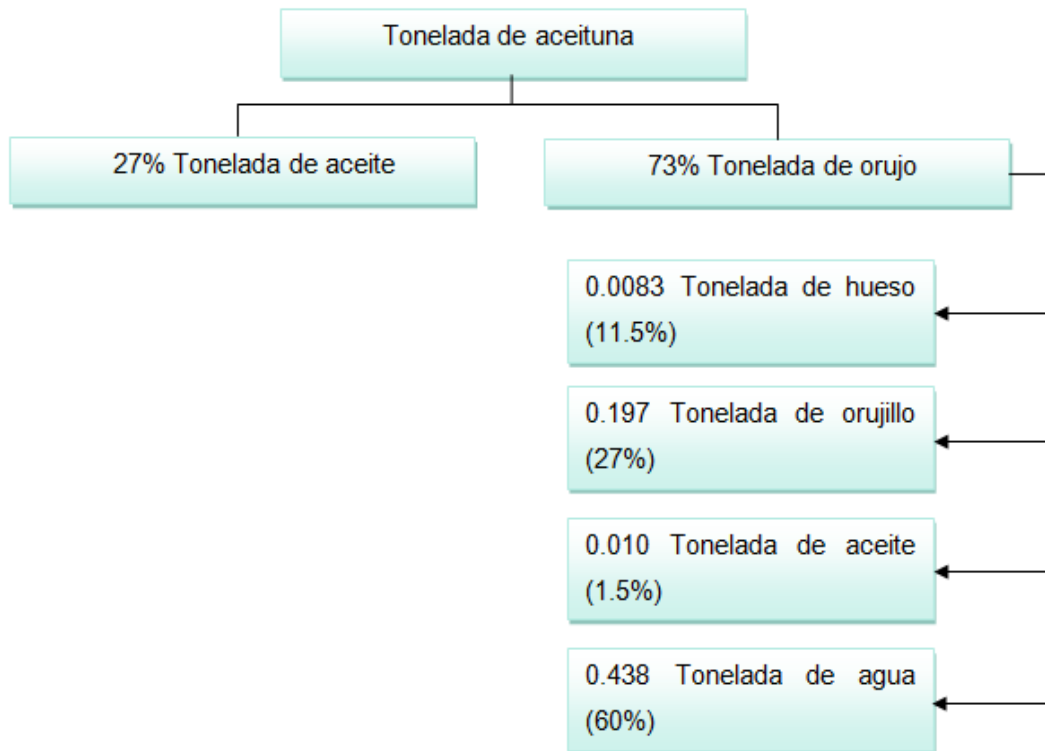 Tonelada de aceituna
27% Tonelada de aceite
73% Tonelada de orujo
0.0083 Tonelada de hueso
(11.5%)
0.197 Tonelada de orujillo
(27%)
0.010 Tonelada de aceite
(1.5%)
0.438 Tonelada de agua
(60%)